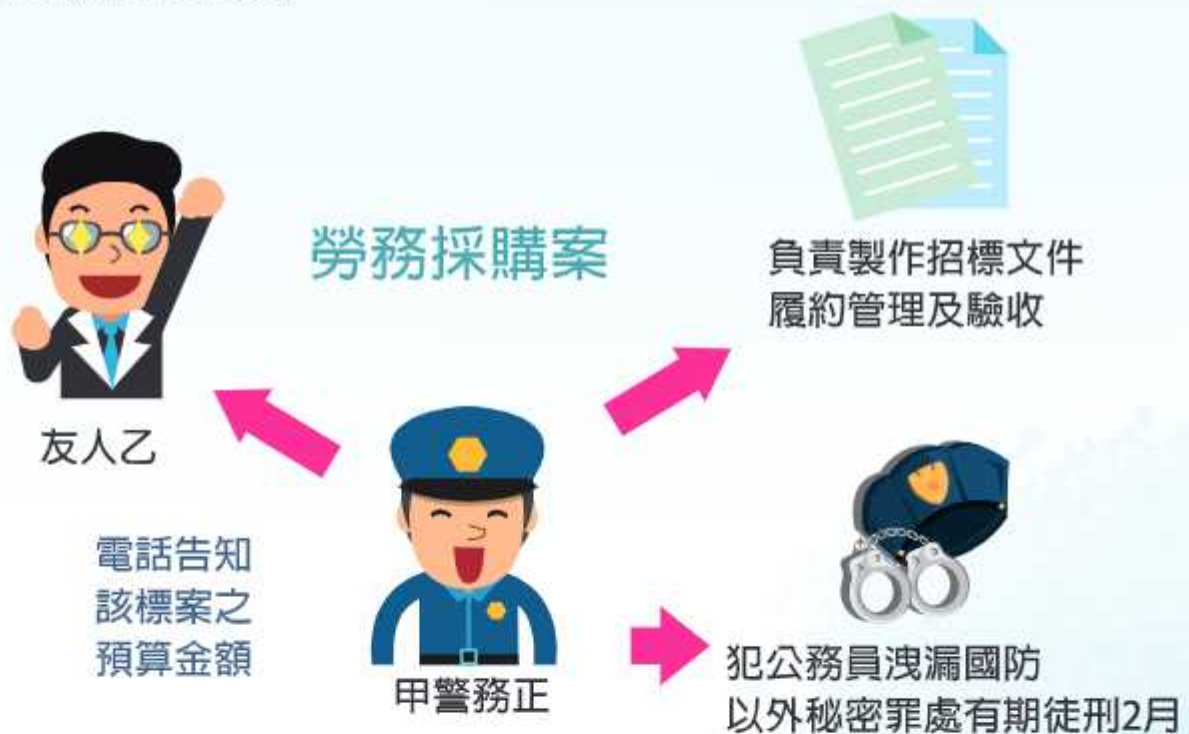 勞務採購案
負責製作招標文件
履約管理及驗收
友人乙
電話告知
該標案之
預算金額
甲警務正
犯公務員洩漏國防
以外秘密罪處有期徒刑2月